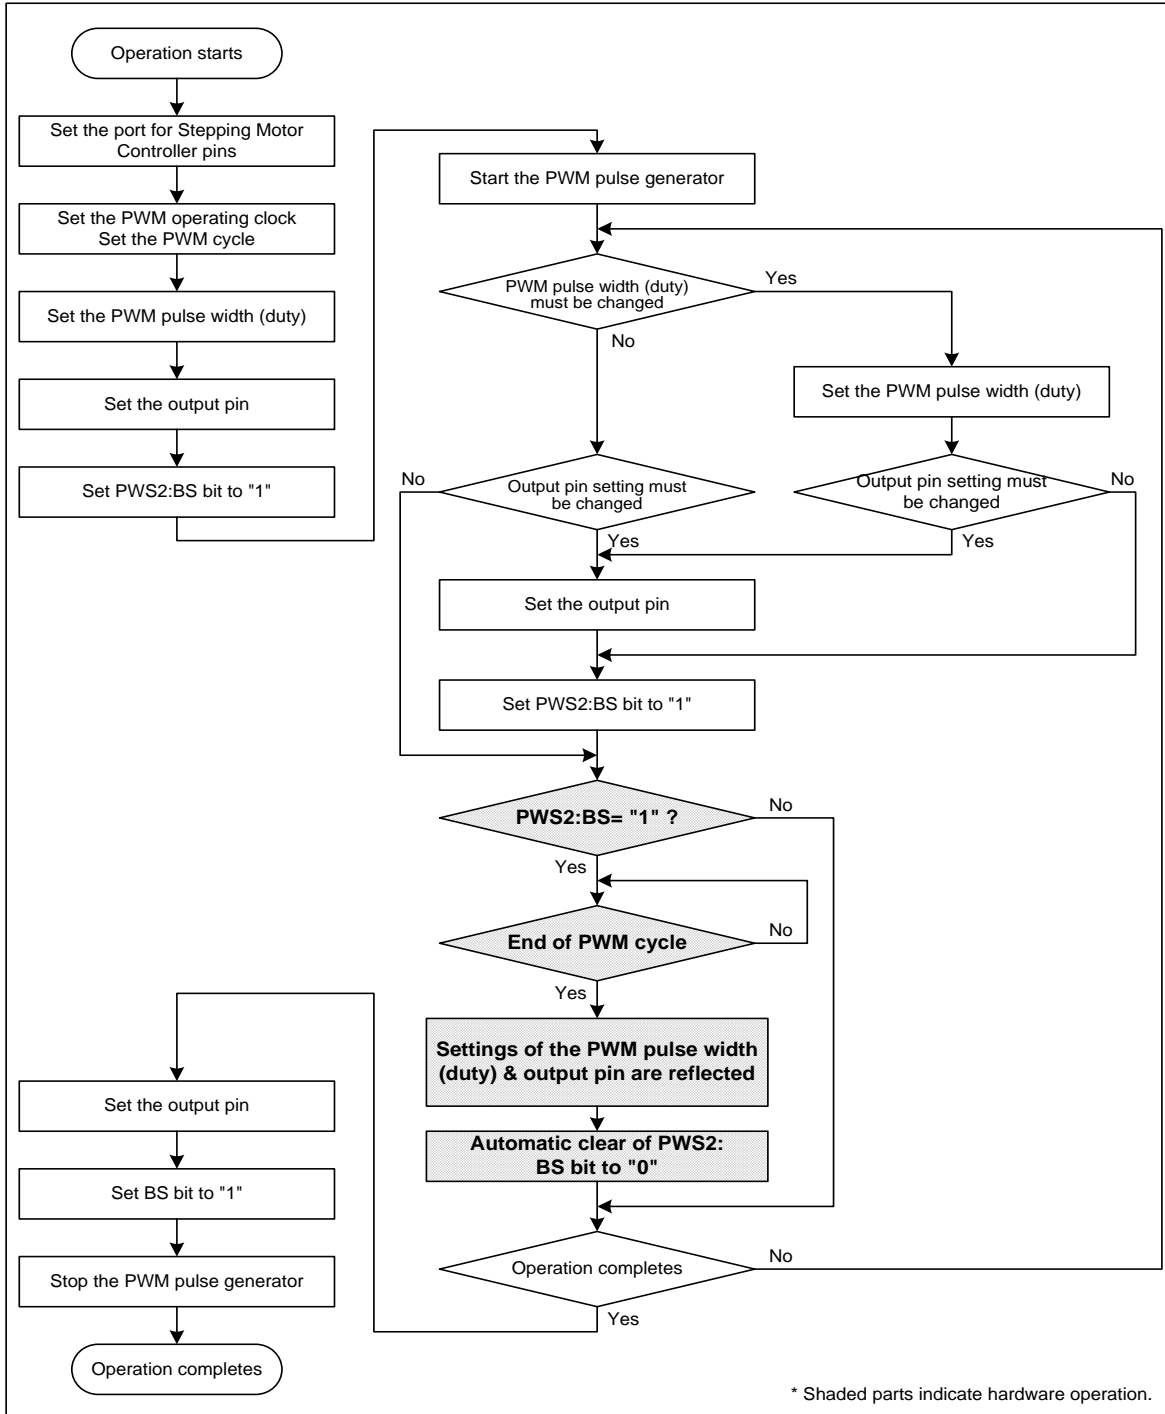 Operation starts
Set the port for Stepping Motor
Controller pins
Set the PWM operating clock
Set the PWM cycle
Set the PWM pulse width (duty)
Set the output pin
Set PWS2:BS bit to "1"
Start the PWM pulse generator
PWM pulse width (duty)
must be changed
Yes
No
Set the PWM pulse width (duty)
No
Output pin setting must
be changed
Yes
Output pin setting must
be changed
No
Yes
Set the output pin
Set PWS2:BS bit to "1"
PWS2:BS= "1" ?
No
Yes
End of PWM cycle
No
Yes
Settings of the PWM pulse width
(duty) & output pin are reflected
Automatic clear of PWS2:
BS bit to "0"
Operation completes
No
Yes
Set the output pin
Set BS bit to "1"
Stop the PWM pulse generator
Operation completes
* Shaded parts indicate hardware operation.